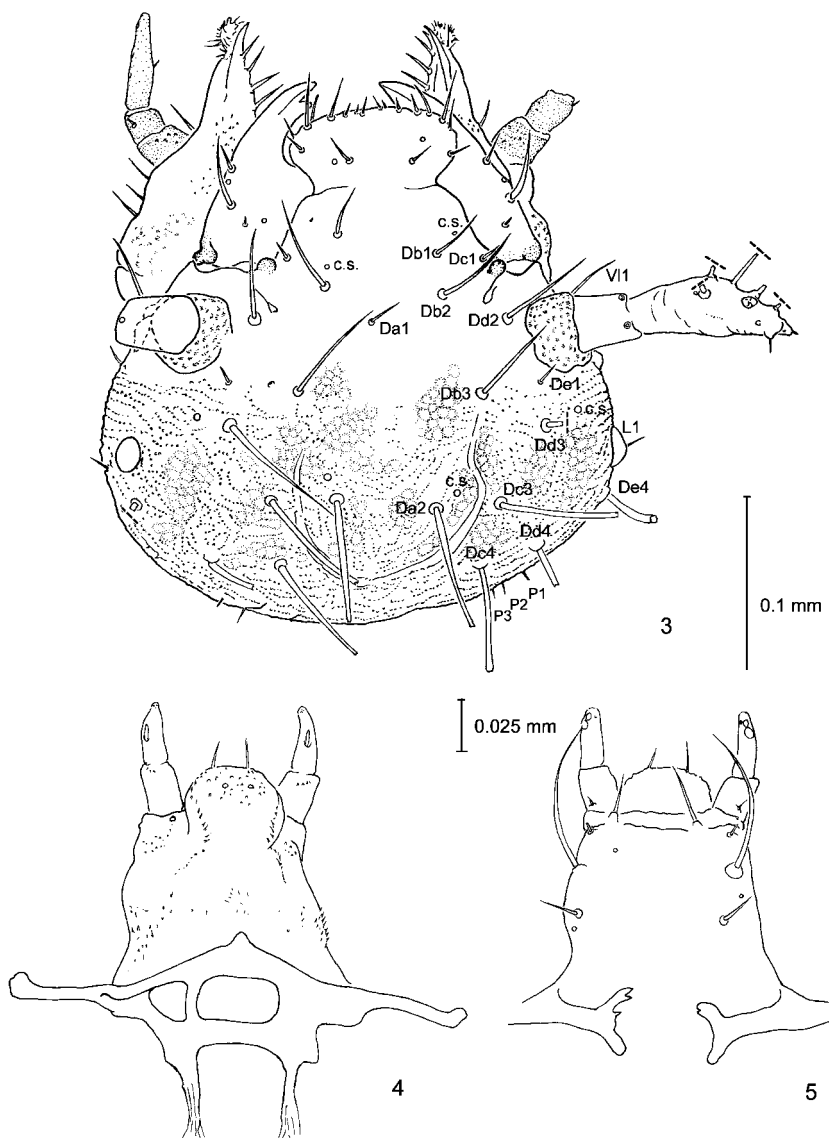 c.s.
Db1
Dc1
c.s.
Vl1
Db2
Dd2
Da1
De1
Db3
c.s.
L1
Dd3
c.s.
Dc3
De4
Da2
Dd4
Dc4
P1
P2
P3
3
0.1 mm
0.025 mm
4
5